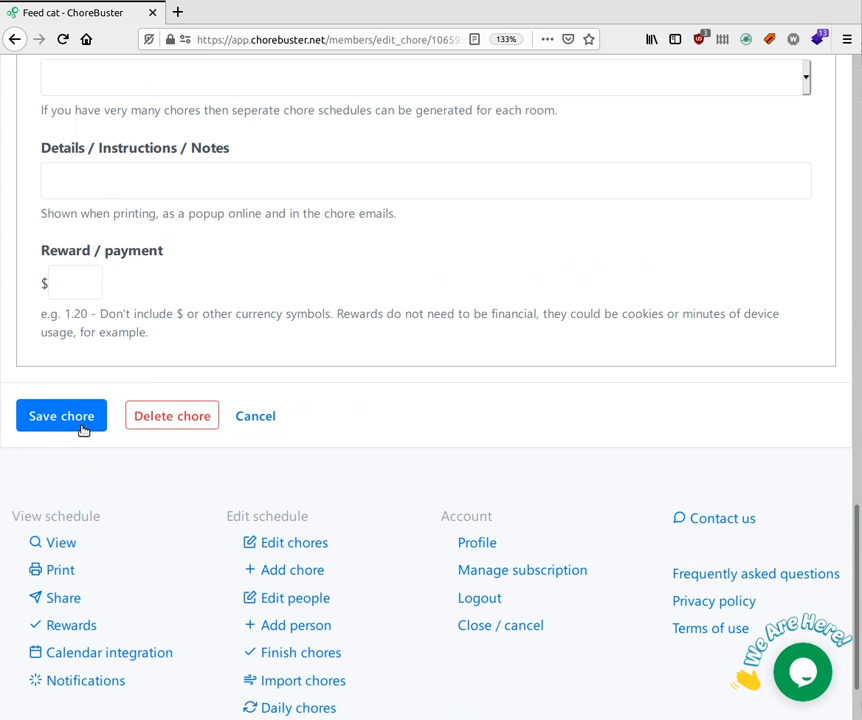 Feed cat - ChoreBuster
https://app.chorebuster.net/members/edit_chore/10659
133%
3
13
If you have very many chores then seperate chore schedules can be generated for each room.
Details / Instructions / Notes
Shown when printing, as a popup online and in the chore emails.
Reward / payment
$
e.g. 1.20 - Don't include $ or other currency symbols. Rewards do not need to be financial, they could be cookies or minutes of device
usage, for example.
Save chore
Delete chore
Cancel
View schedule
View
Print
Share
Rewards
Calendar integration
Notifications
Edit schedule
Edit chores
Add chore
Edit people
Add person
Finish chores
Import chores
Daily chores
Account
Profile
Manage subscription
Logout
Close / cancel
Contact us
Frequently asked questions
Privacy policy
Terms of use
We Are Here!